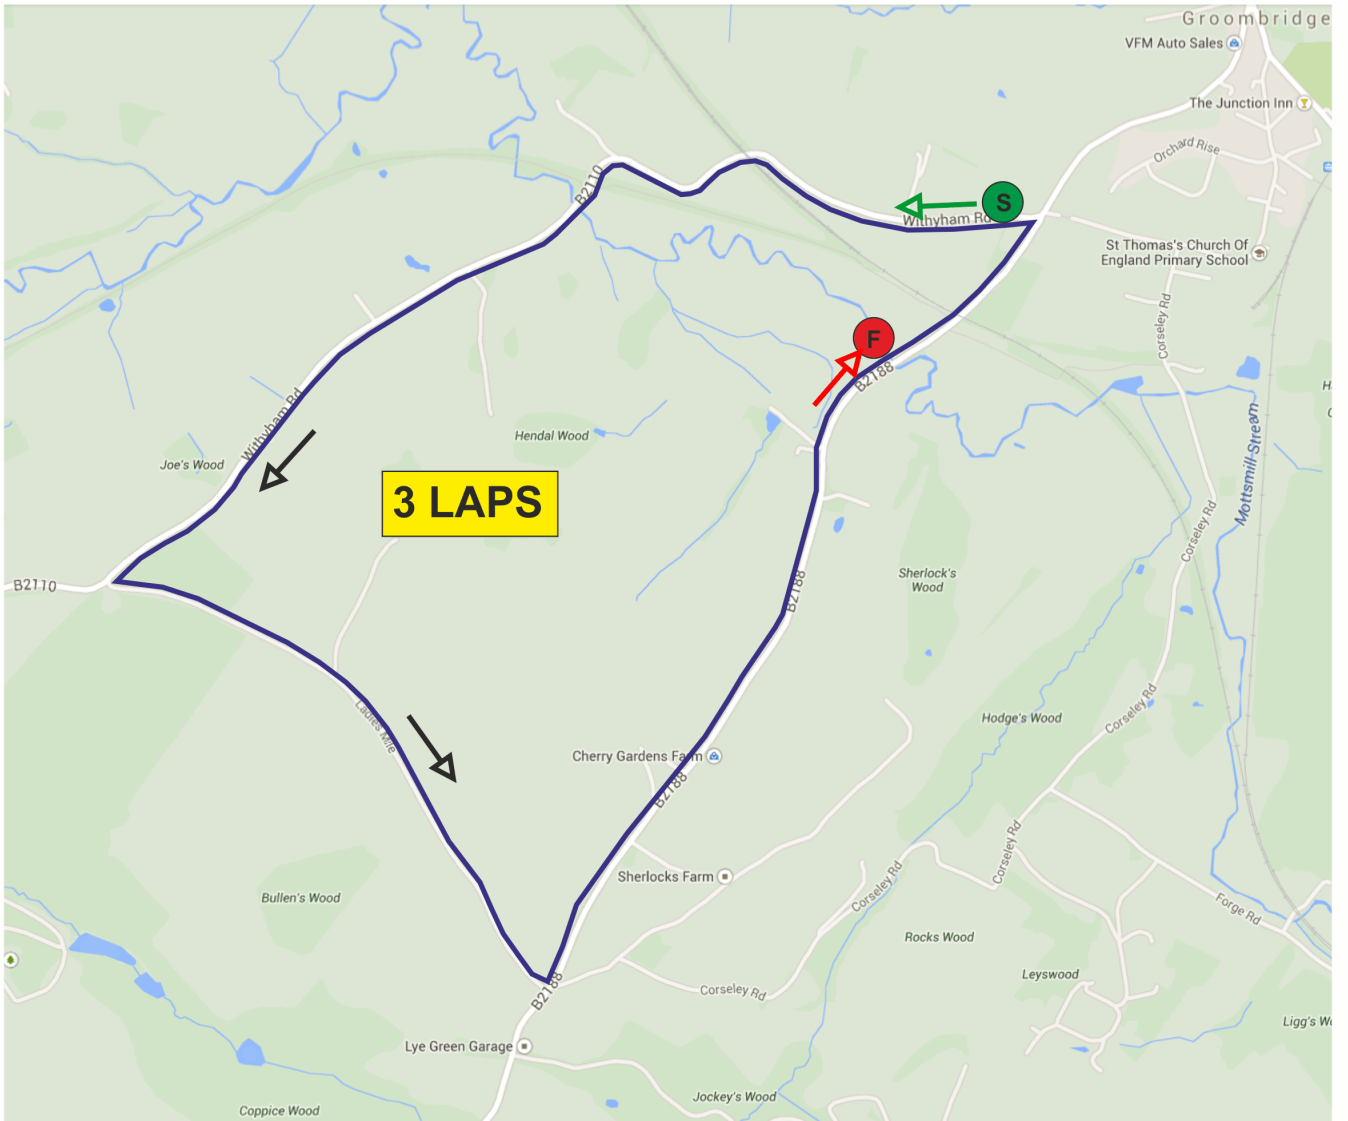 Groombridge
VFM Auto Sales
The Junction Inn
Orchard Rise
B2110
S
Withyham Rd
St Thomas's Church Of
England Primary School
Corseley Rd
F
B2188
Withyham Rd
Mottsmill Stream
Hendal Wood
Joe's Wood
3 LAPS
Corseley Rd
B2110
Sherlock's
Wood
B2188
Corseley Rd
Hodge's Wood
Ladies Mile
Cherry Gardens Farm
B2188
Corseley Rd
Sherlocks Farm
Corseley Rd
Bullen's Wood
Forge Rd
Rocks Wood
Leyswood
B2188
Corseley Rd
Ligg's
Lye Green Garage
Jockey's Wood
Coppice Wood